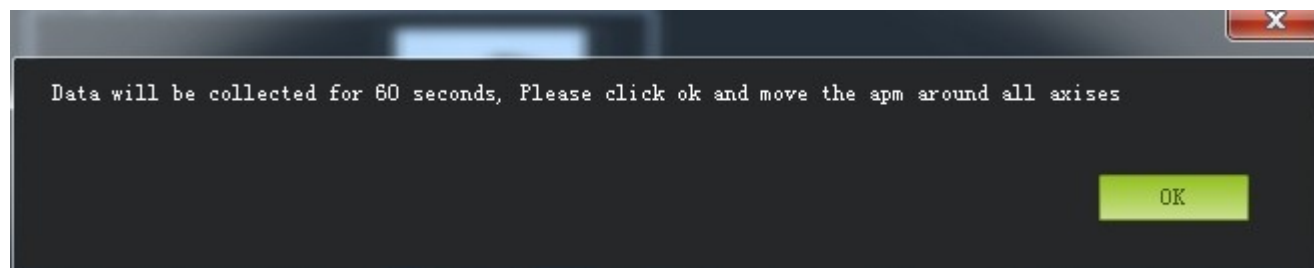 Data will be collected for 60 seconds, Please click ok and move the apm around all axises
OK